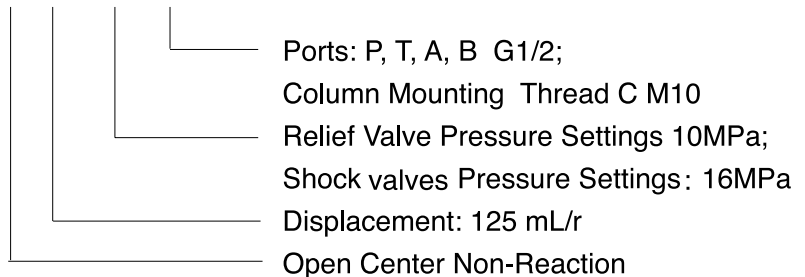 Ports: P, T, A, B G1/2;
Column Mounting Thread C M10
Relief Valve Pressure Settings 10MPa;
Shock valves Pressure Settings: 16MPa
Displacement: 125 mL/r
Open Center Non-Reaction